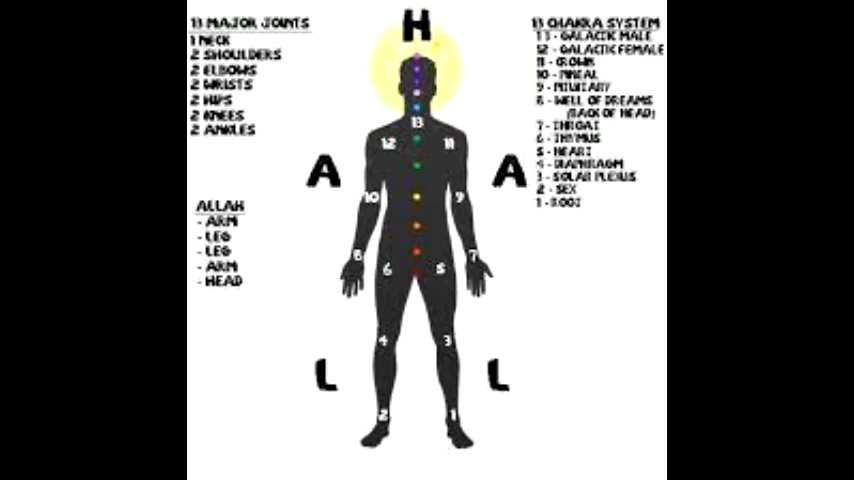 13 MAJOR JOINTS
1 NECK
2 SHOULDERS
2 ELBOWS
2 WRISTS
2 HIPS
2 KNEES
2 ANKLES
ALLAH
- ARM
- LEG
- LEG
- ARM
- HEAD
H
A
A
L
L
13
12
11
10
9
8
7
6
5
4
3
2
1
13 CHAKRA SYSTEM
- GALACTIC MALE
12 - GALACTIC FEMALE
11 - CROWN
10 - PINEAL
9 - PITUITARY
8 - WELL OF DREAMS
(BACK OF HEAD)
7 - THROAT
6 - THYMUS
5 - HEART
4 - DIAPHRAGM
3 - SOLAR PLEXUS
2 - SEX
1 - ROOT